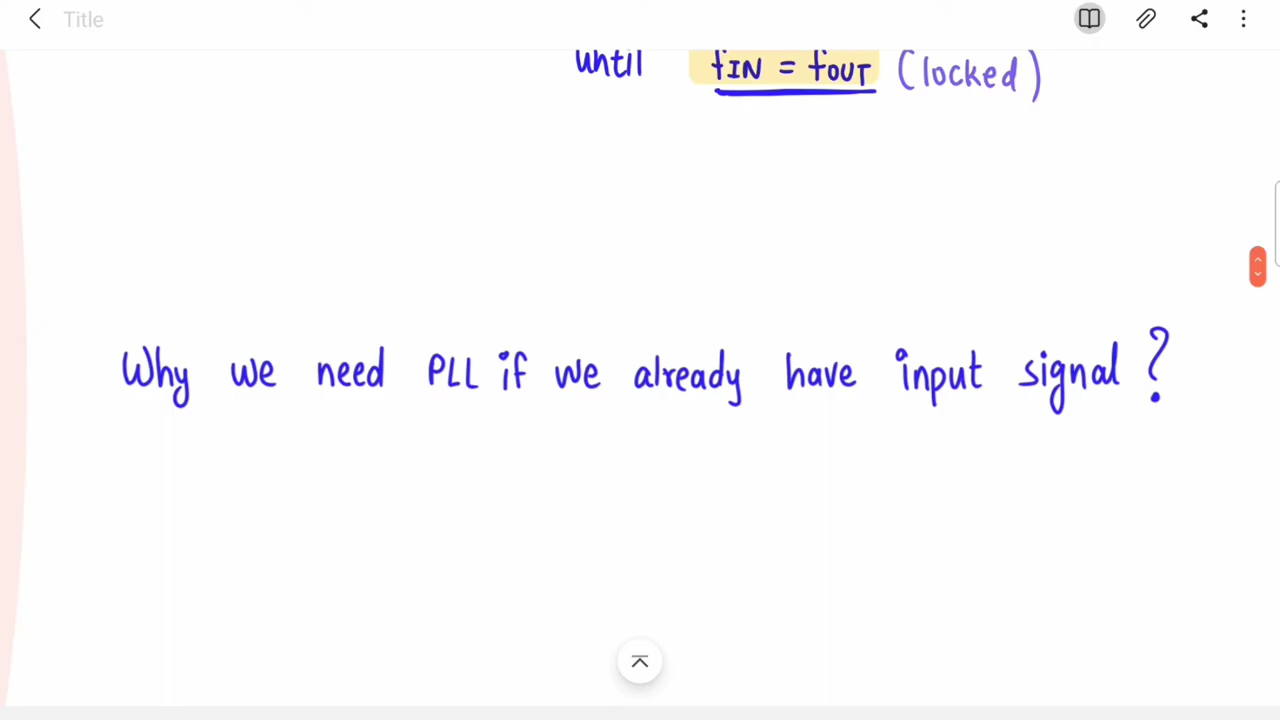 Title
until fIN = fOUT (locked)
Why we need PLL if we already have input signal ?